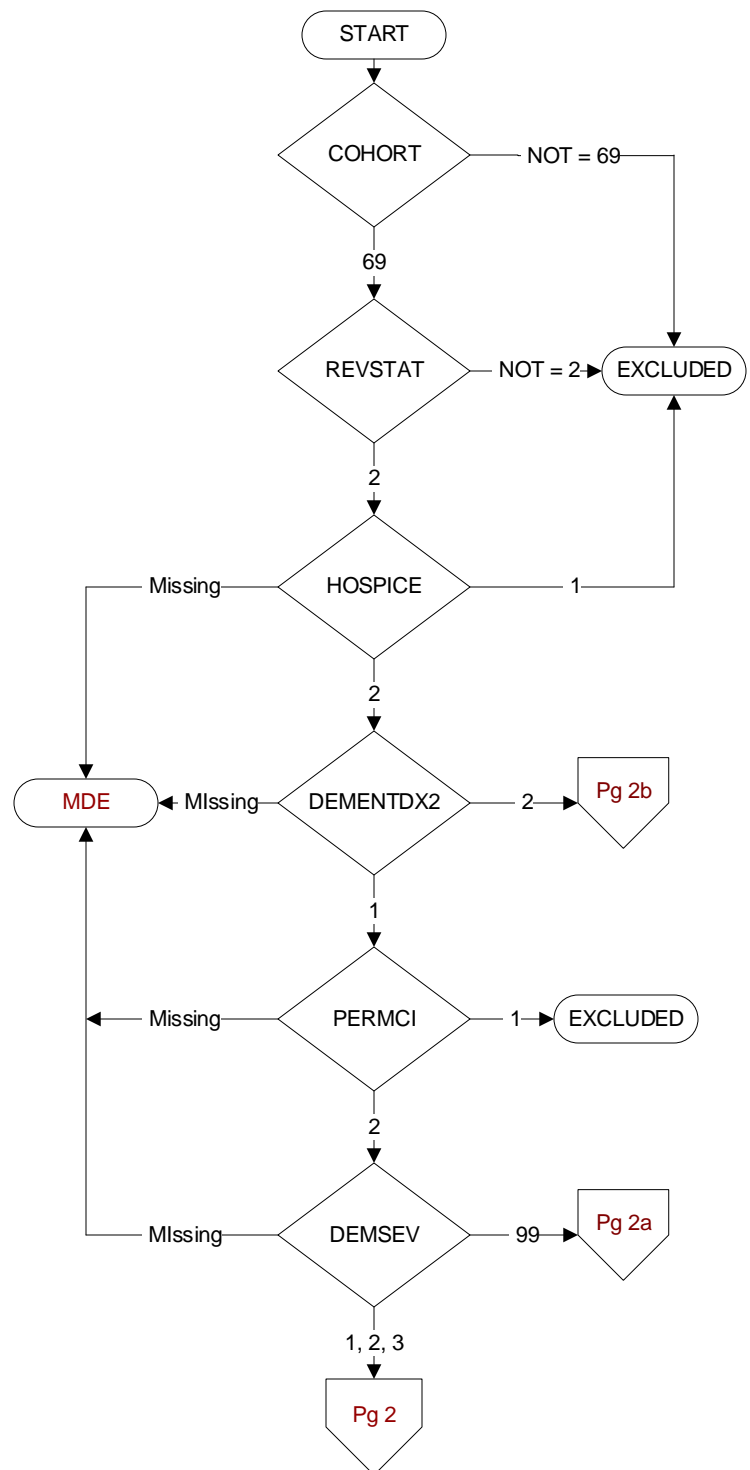 START
COHORT
NOT = 69
69
REVSTAT
NOT = 2
EXCLUDED
2
Missing
HOSPICE
1
2
MDE
MIssing
DEMENTDX2
2
Pg 2b
1
Missing
PERMCI
1
EXCLUDED
2
MIssing
DEMSEV
99
Pg 2a
1, 2, 3
Pg 2